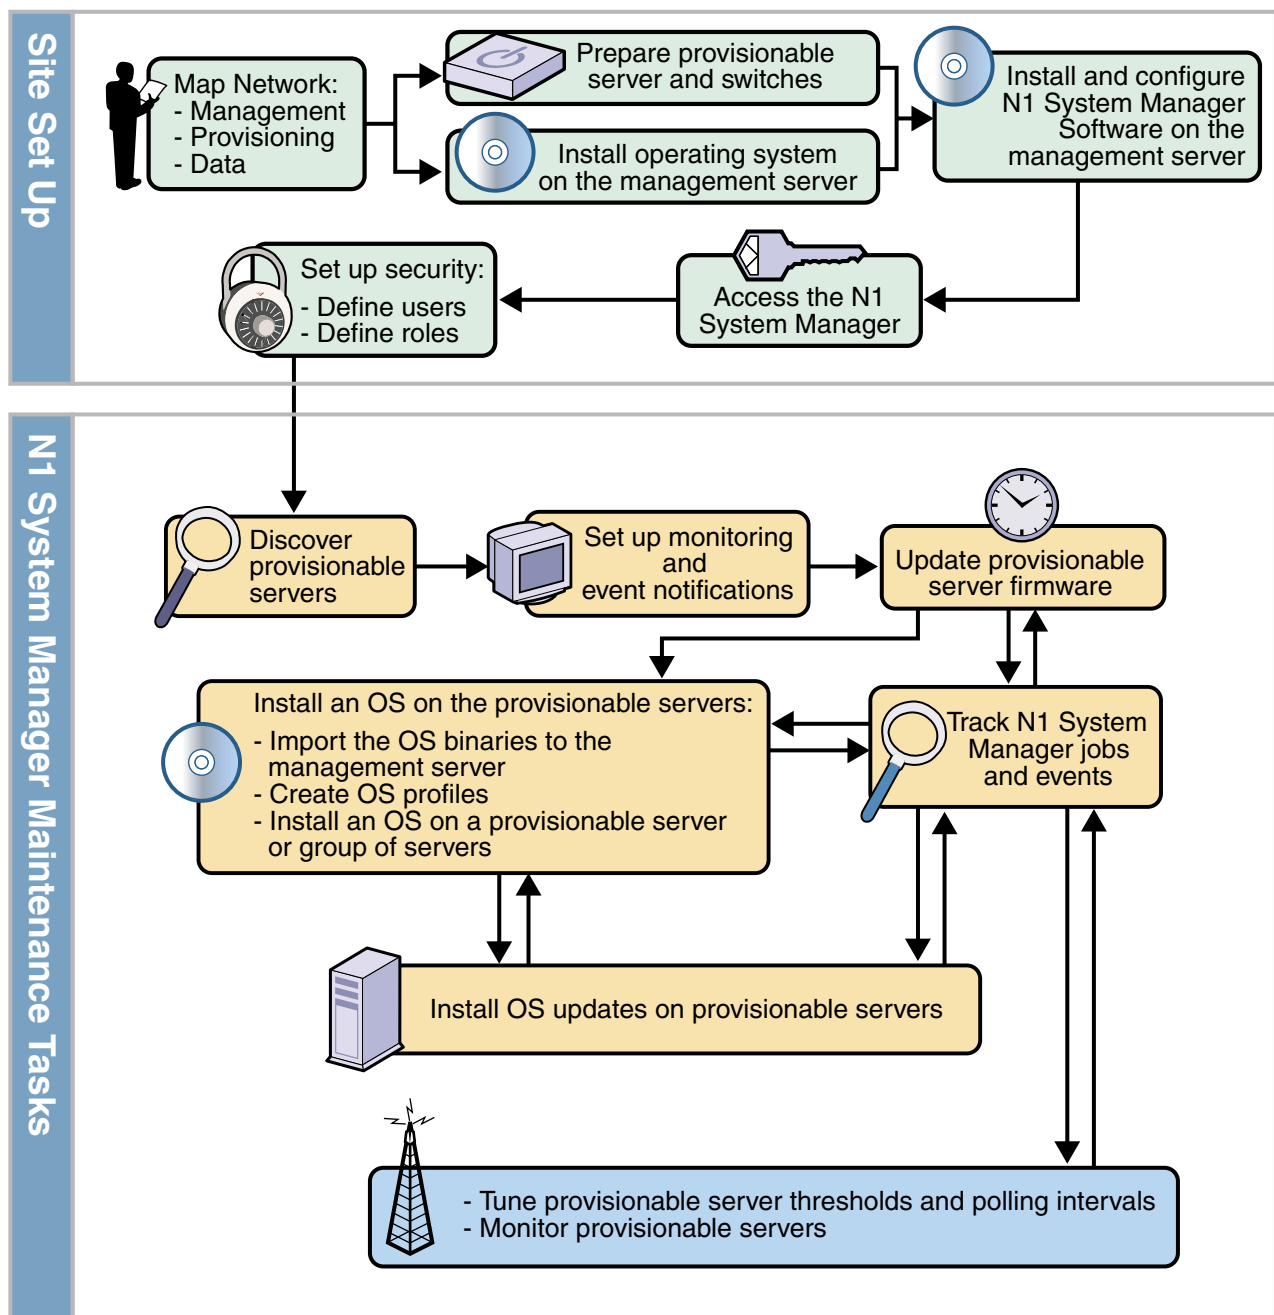 Site Set Up
Map Network:
- Management
- Provisioning
- Data
Prepare provisionable
server and switches
Install operating system
on the management server
Install and configure
N1 System Manager
Software on the
management server
Access the N1
System Manager
Set up security:
- Define users
- Define roles
N1 System Manager Maintenance Tasks
Discover
provisionable
servers
Set up monitoring
and
event notifications
Update provisionable
server firmware
Install an OS on the provisionable servers:
- Import the OS binaries to the
management server
- Create OS profiles
- Install an OS on a provisionable server
or group of servers
Track N1 System
Manager jobs
and events
Install OS updates on provisionable servers
- Tune provisionable server thresholds and polling intervals
- Monitor provisionable servers